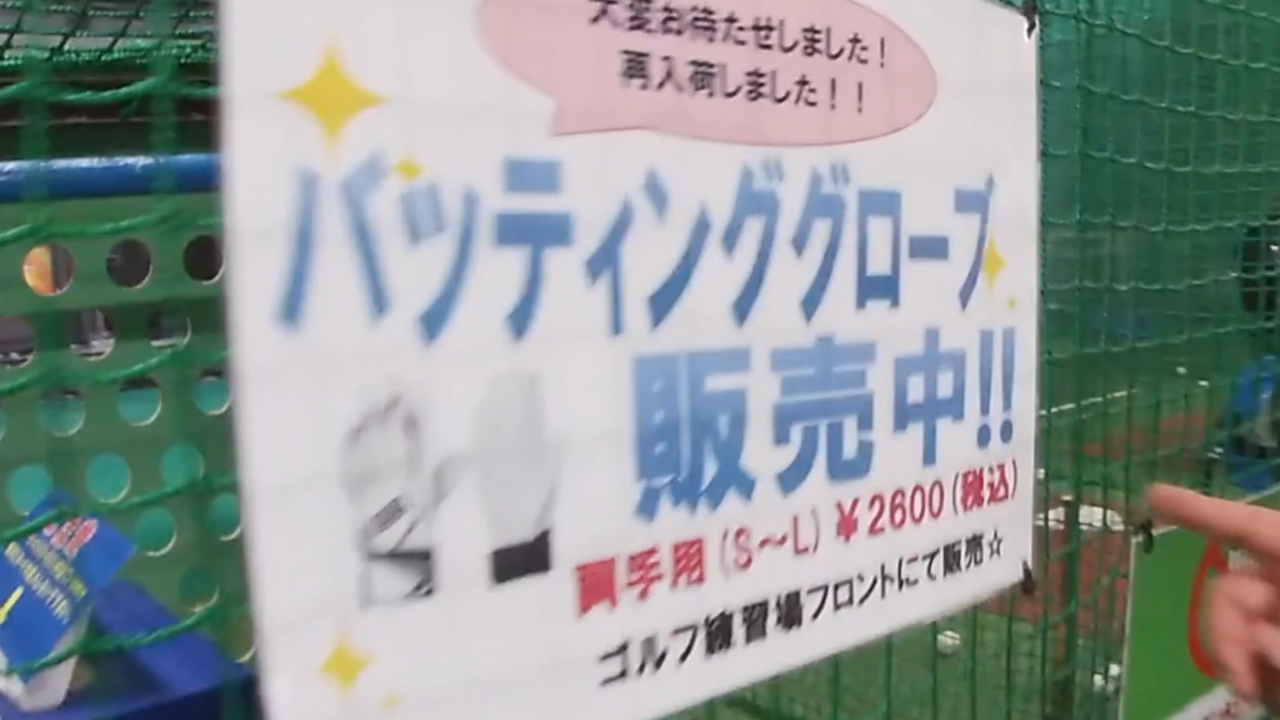 大変お待たせしました!
再入荷しました!!
バッティンググローブ
販売中!!
両手用(S～L)¥2600(税込)
ゴルフ練習場フロントにて販売☆